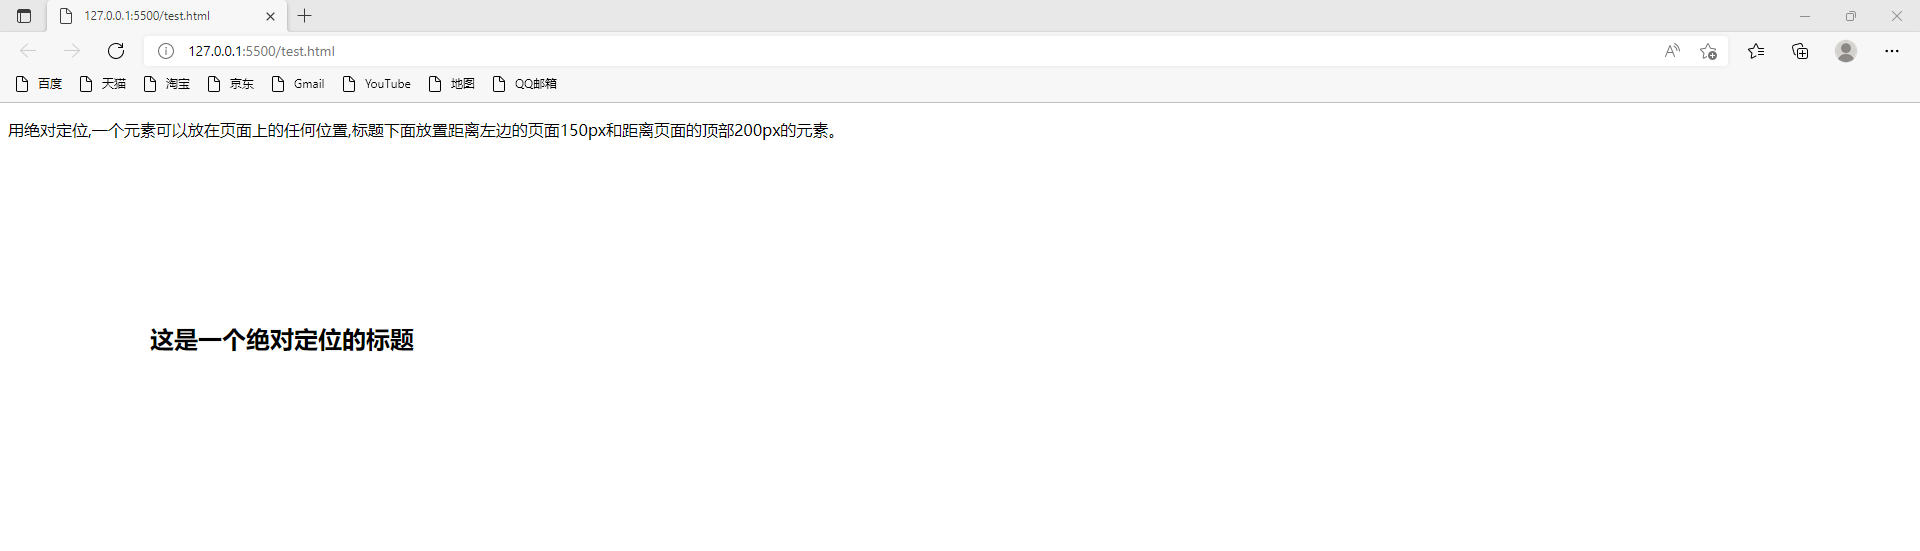 127.0.0.1:5500/test.html
127.0.0.1:5500/test.html
百度 天猫 淘宝 京东 Gmail YouTube 地图 QQ邮箱
用绝对定位,一个元素可以放在页面上的任何位置,标题下面放置距离左边的页面150px和距离页面的顶部200px的元素。
这是一个绝对定位的标题